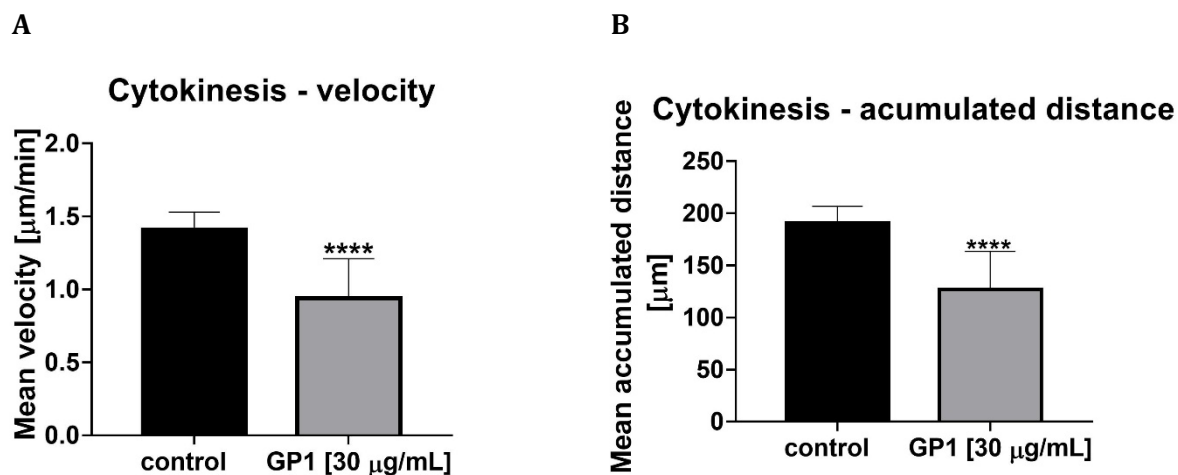 A
Cytokinesis - velocity
Mean velocity [μm/min]
2.0
1.5
1.0
0.5
0.0
****
control
GP1 [30 μg/mL]
B
Cytokinesis - acumulated distance
Mean accumulated distance
[μm]
250
200
150
100
50
0
****
control
GP1 [30 μg/mL]